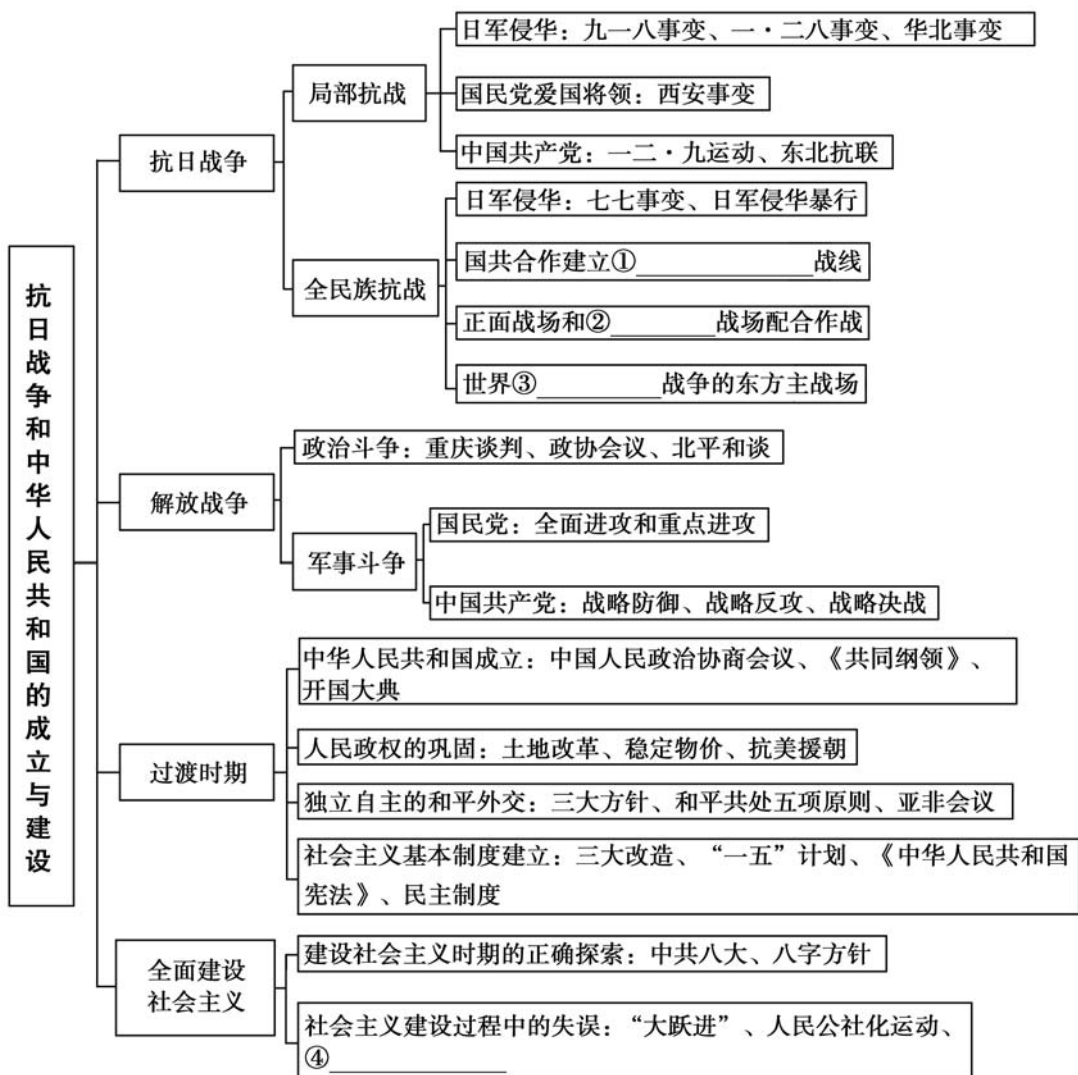 抗日战争和中华人民共和国的成立与建设
抗日战争
局部抗战
日军侵华：九一八事变、一·二八事变、华北事变
国民党爱国将领：西安事变
中国共产党：一二·九运动、东北抗联
全民族抗战
日军侵华：七七事变、日军侵华暴行
国共合作建立①______________战线
正面战场和②________战场配合作战
世界③__________战争的东方主战场
解放战争
政治斗争：重庆谈判、政协会议、北平和谈
军事斗争
国民党：全面进攻和重点进攻
中国共产党：战略防御、战略反攻、战略决战
过渡时期
中华人民共和国成立：中国人民政治协商会议、《共同纲领》、
开国大典
人民政权的巩固：土地改革、稳定物价、抗美援朝
独立自主的和平外交：三大方针、和平共处五项原则、亚非会议
社会主义基本制度建立：三大改造、“一五”计划、《中华人民共和国
宪法》、民主制度
全面建设
社会主义
建设社会主义时期的正确探索：中共八大、八字方针
社会主义建设过程中的失误：“大跃进”、人民公社化运动、
④______________